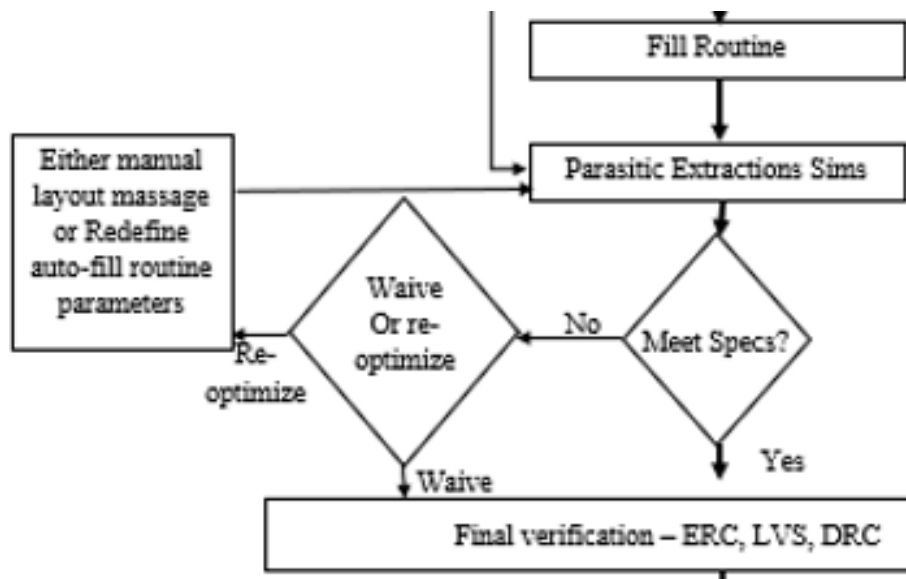 Fill Routine
Either manual
layout massage
or Redefine
auto-fill routine
parameters
Parasitic Extractions Sims
Waive
Or re-
optimize
No
Meet Specs?
Re-
optimize
Yes
Waive
Final verification – ERC, LVS, DRC